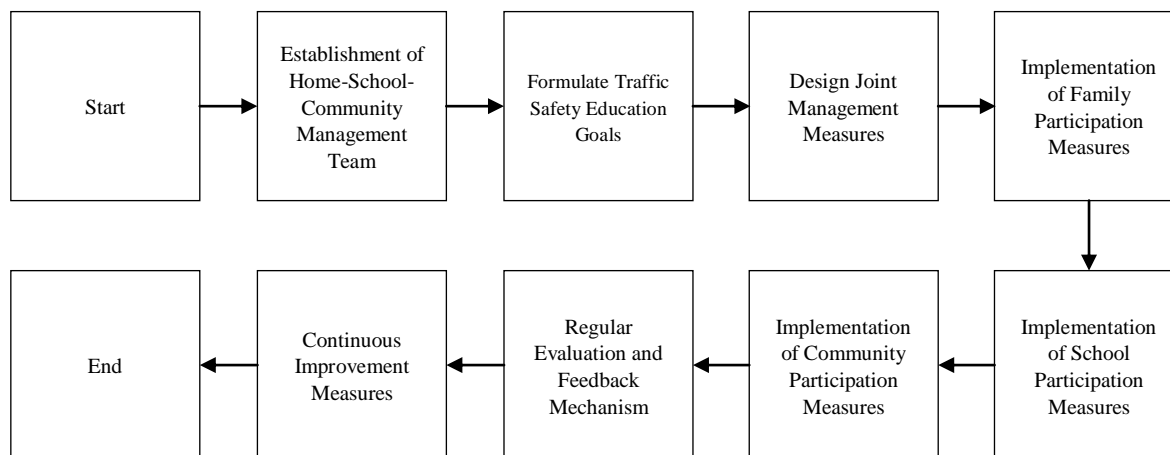 Start
Establishment of
Home-School-
Community
Management
Team
Formulate Traffic
Safety Education
Goals
Design Joint
Management
Measures
Implementation
of Family
Participation
Measures
Implementation
of School
Participation
Measures
Implementation
of Community
Participation
Measures
Regular
Evaluation and
Feedback
Mechanism
Continuous
Improvement
Measures
End